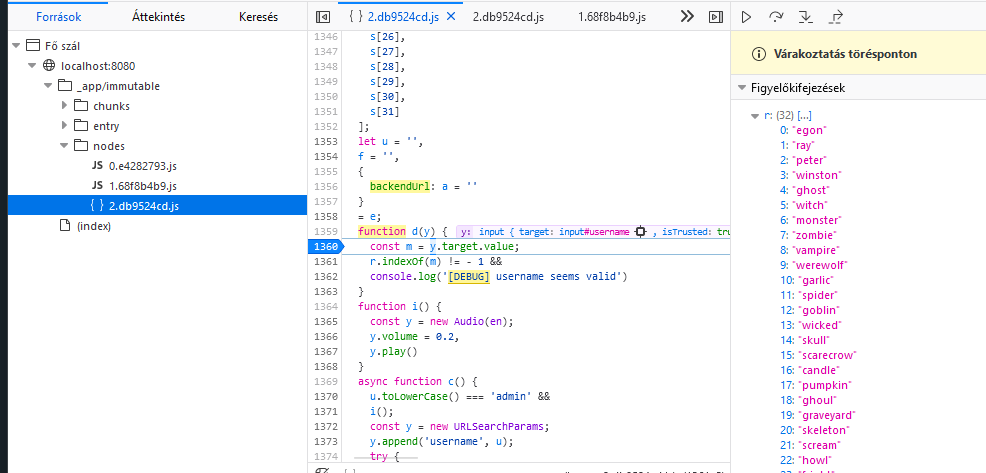 Források Áttekintés Keresés
{ } 2.db9524cd.js 2.db9524cd.js 1.68f8b4b9.js
Fő szál
localhost:8080
_app/immutable
chunks
entry
nodes
JS 0.e4282793.js
JS 1.68f8b4b9.js
{ } 2.db9524cd.js
(index)
1346 s[26],
1347 s[27],
1348 s[28],
1349 s[29],
1350 s[30],
1351 s[31]
1352 ];
1353 let u = '',
1354 f = '',
1355 {
1356 backendUrl: a = ''
1357 }
1358 = e;
1359 function d(y) { y: input { target: input#username , isTrusted: tru
1360 const m = y.target.value;
1361 r.indexOf(m) != - 1 &&
1362 console.log('[DEBUG] username seems valid')
1363 }
1364 function i() {
1365 const y = new Audio(en);
1366 y.volume = 0.2,
1367 y.play()
1368 }
1369 async function c() {
1370 u.toLowerCase() === 'admin' &&
1371 i();
1372 const y = new URLSearchParams;
1373 y.append('username', u);
1374 try {
Várakoztatás törésponton
Figyelőkifejezések
r: (32) […]
0: "egon"
1: "ray"
2: "peter"
3: "winston"
4: "ghost"
5: "witch"
6: "monster"
7: "zombie"
8: "vampire"
9: "werewolf"
10: "garlic"
11: "spider"
12: "goblin"
13: "wicked"
14: "skull"
15: "scarecrow"
16: "candle"
17: "pumpkin"
18: "ghoul"
19: "graveyard"
20: "skeleton"
21: "scream"
22: "howl"